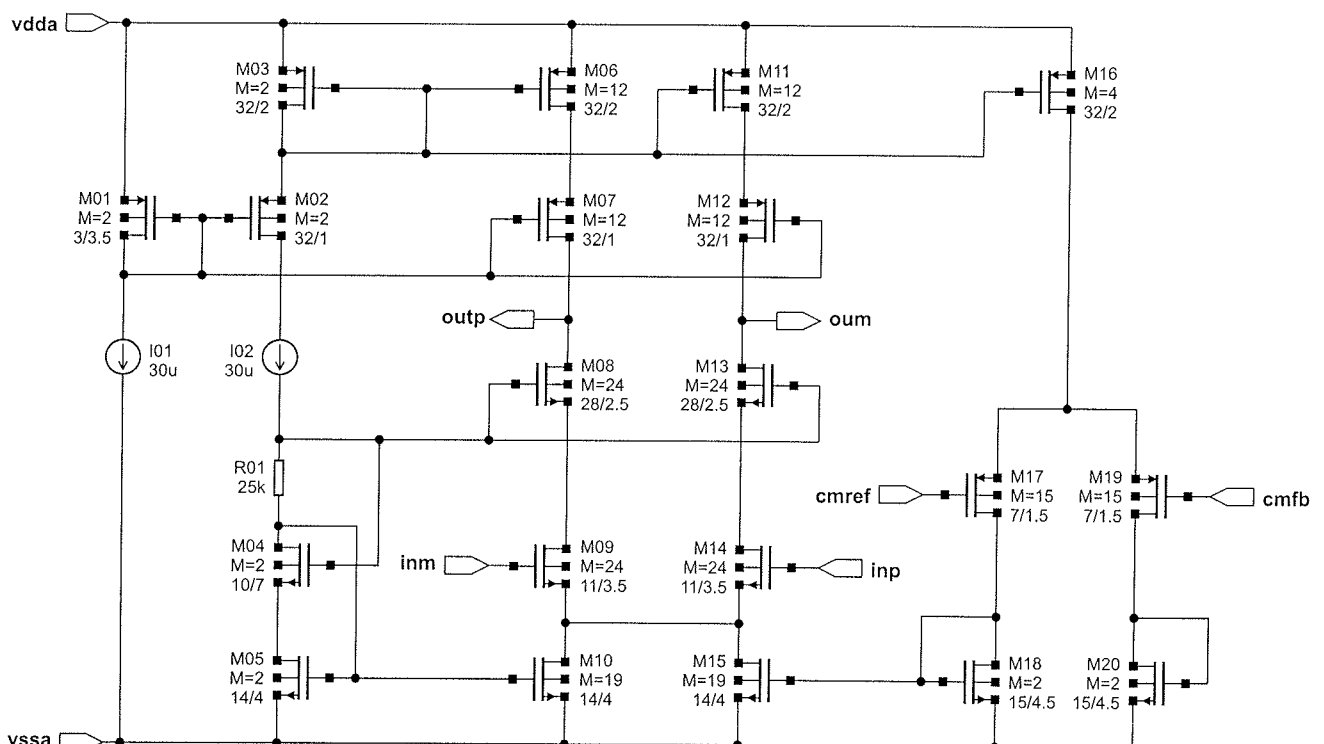 vdda
M03
M=2
32/2
M06
M=12
32/2
M11
M=12
32/2
M16
M=4
32/2
M01
M=2
3/3.5
M02
M=2
32/1
M07
M=12
32/1
M12
M=12
32/1
outp
oum
I01
30u
I02
30u
M08
M=24
28/2.5
M13
M=24
28/2.5
R01
25k
cmref
M17
M=15
7/1.5
M19
M=15
7/1.5
cmfb
M04
M=2
10/7
inm
M09
M=24
11/3.5
M14
M=24
11/3.5
inp
M05
M=2
14/4
M10
M=19
14/4
M15
M=19
14/4
M18
M=2
15/4.5
M20
M=2
15/4.5
vssa